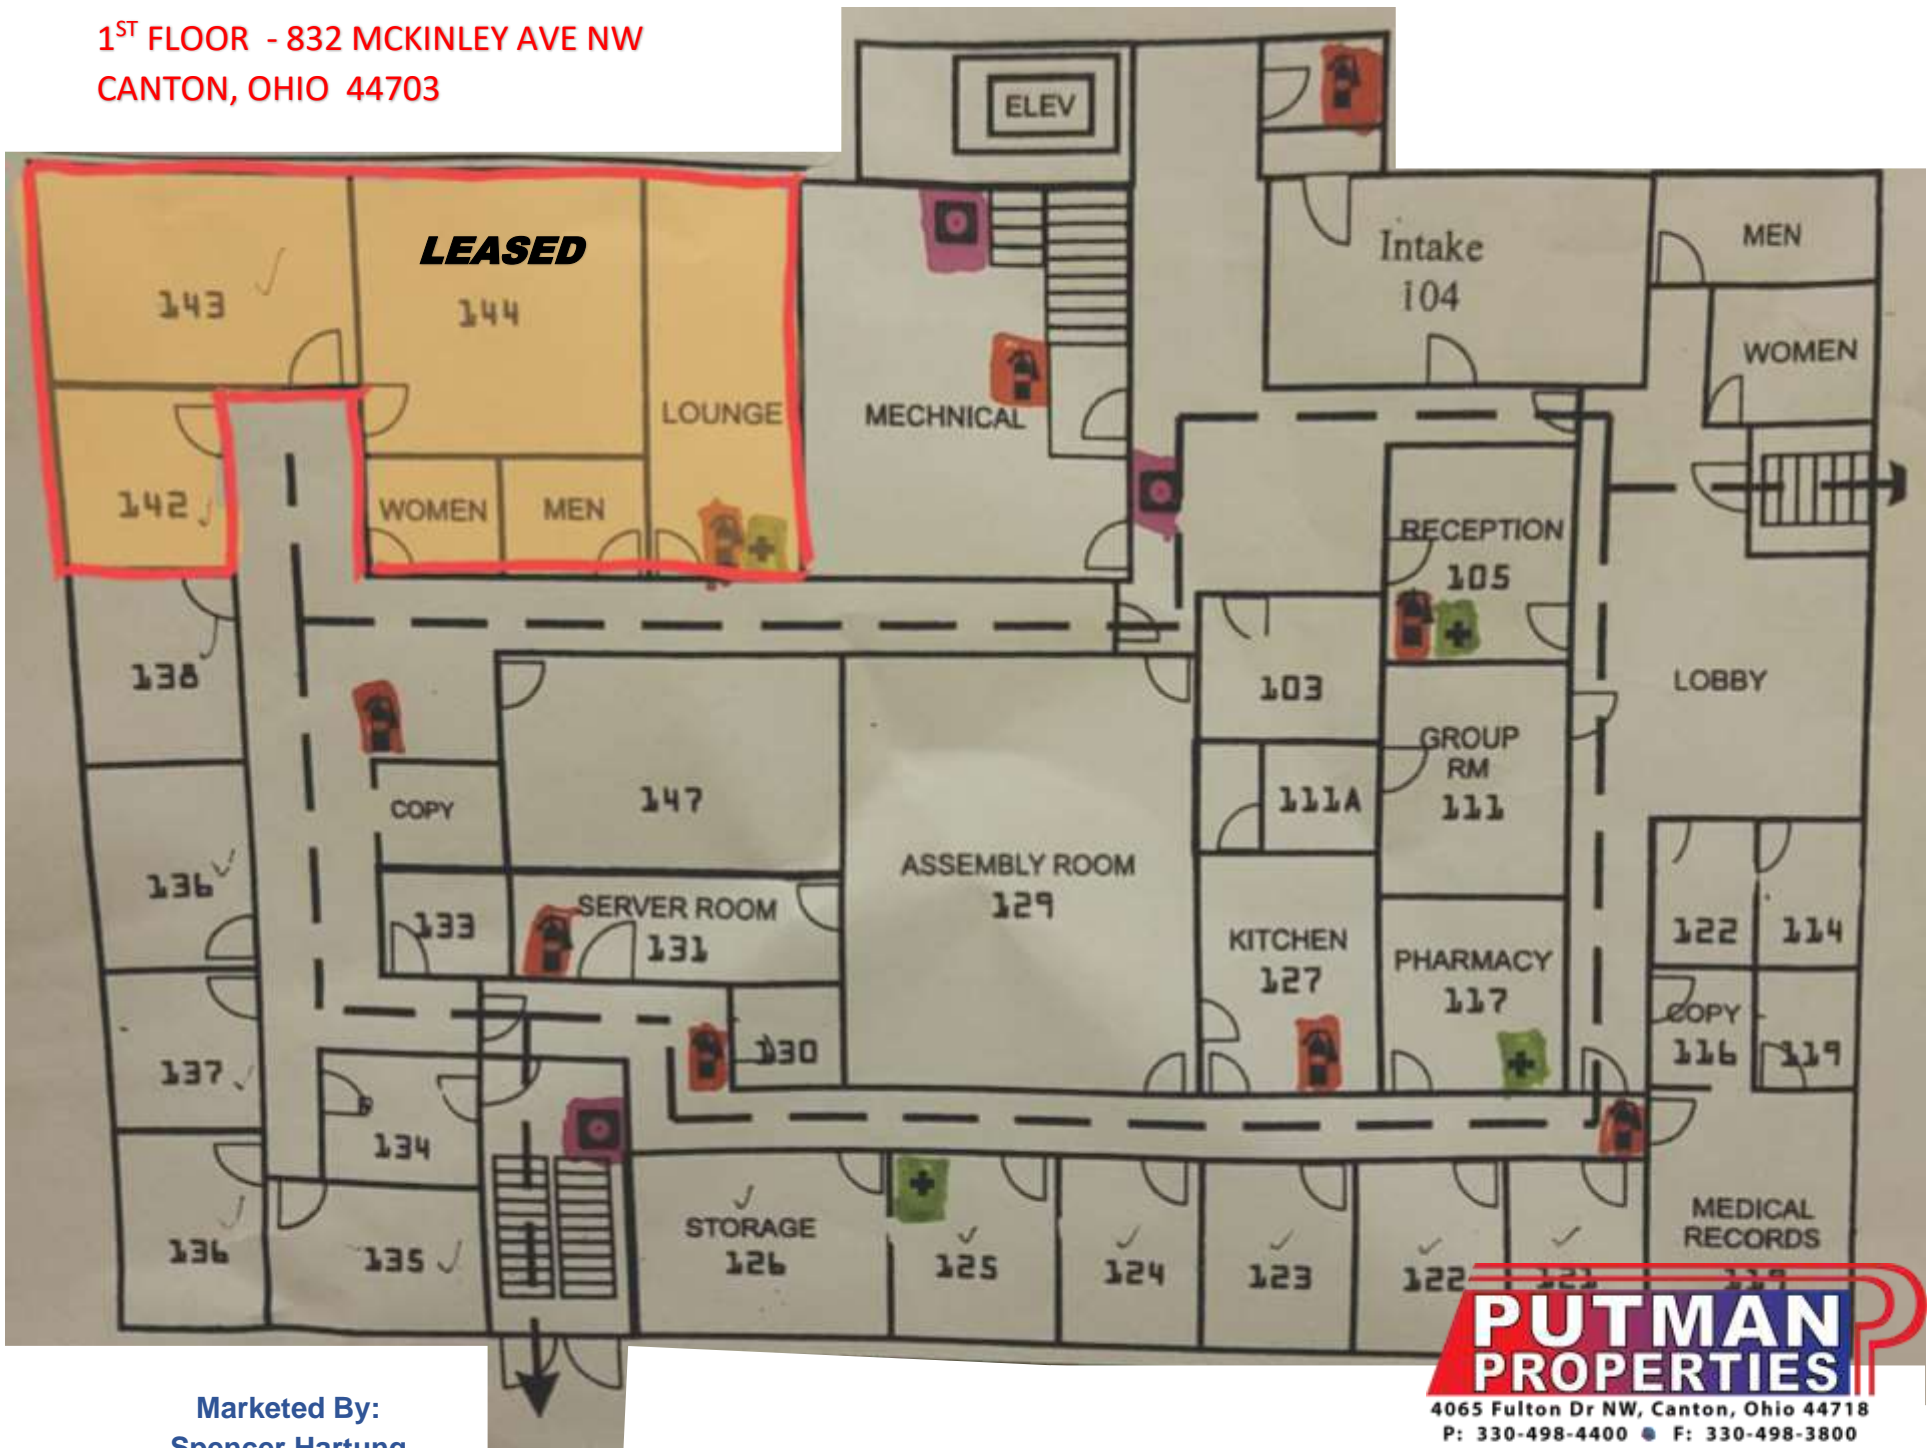 1ST FLOOR - 832 MCKINLEY AVE NW
CANTON, OHIO 44703
ELEV
LEASED
143
144
Intake
104
MEN
WOMEN
LOUNGE
MECHNICAL
142
WOMEN
MEN
RECEPTION
105
138
103
LOBBY
GROUP
RM
111
COPY
147
111A
ASSEMBLY ROOM
129
136
133
SERVER ROOM
131
KITCHEN
127
PHARMACY
117
122
114
COPY
116
119
137
130
134
136
135
STORAGE
126
125
124
123
122
121
MEDICAL
RECORDS
PUTMAN
PROPERTIES
4065 Fulton Dr NW, Canton, Ohio 44718
P: 330-498-4400 F: 330-498-3800
Marketed By:
Spencer Hartung